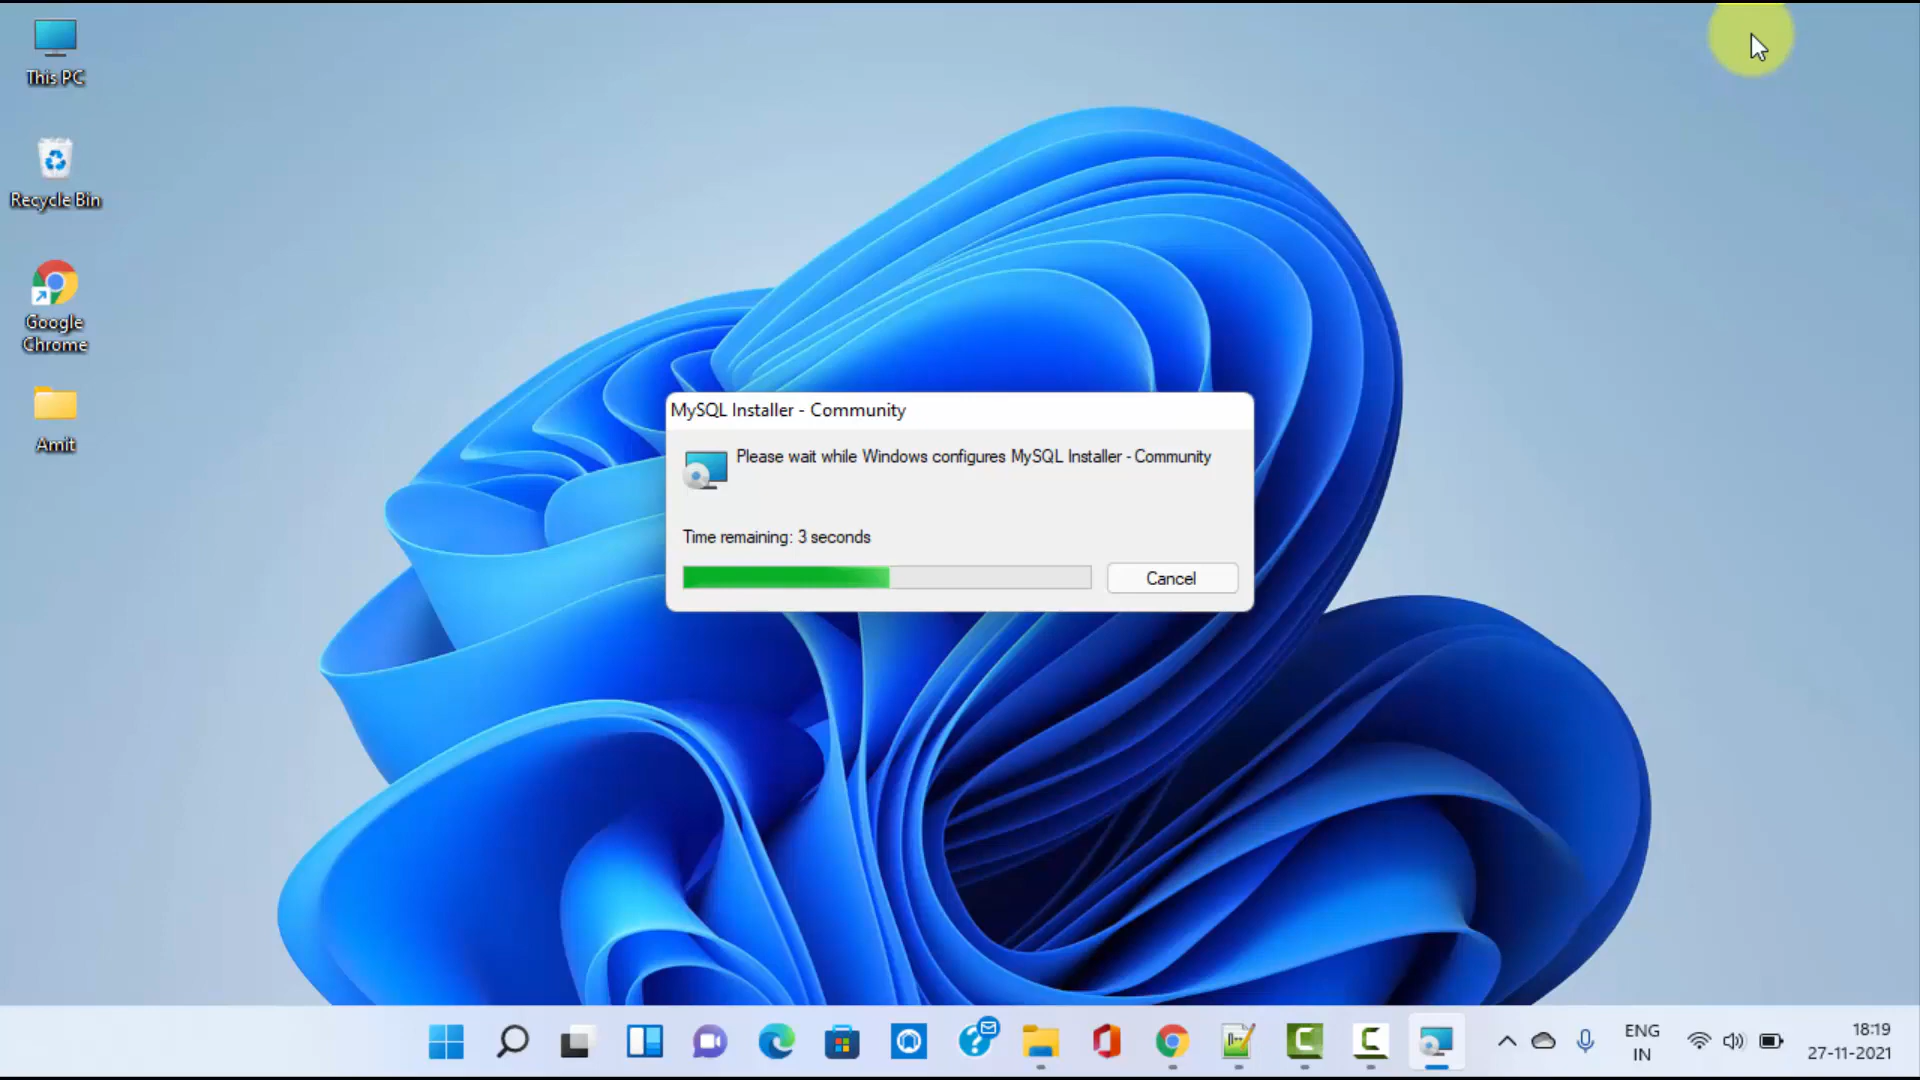 This PC
Recycle Bin
Google
Chrome
Amit
MySQL Installer - Community
Please wait while Windows configures MySQL Installer - Community
Time remaining: 3 seconds
Cancel
ENG
IN
18:19
27-11-2021